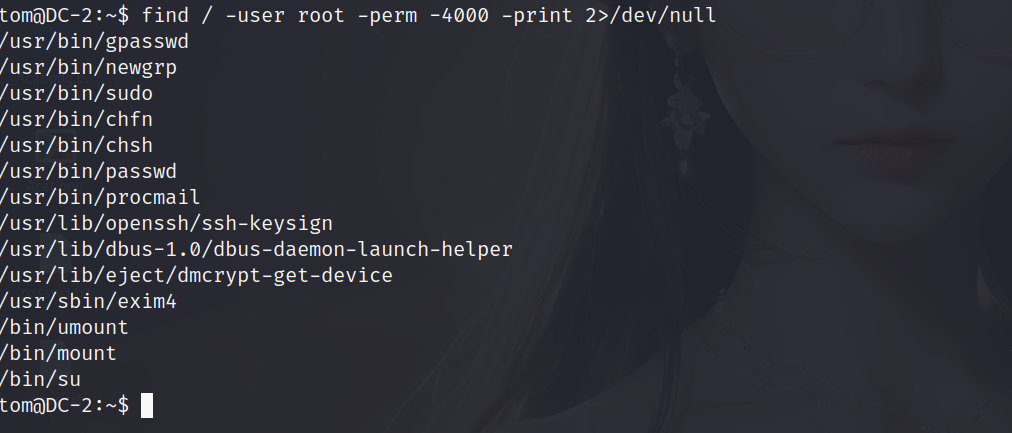 tom@DC-2:~$ find / -user root -perm -4000 -print 2>/dev/null
/usr/bin/gpasswd
/usr/bin/newgrp
/usr/bin/sudo
/usr/bin/chfn
/usr/bin/chsh
/usr/bin/passwd
/usr/bin/procmail
/usr/lib/openssh/ssh-keysign
/usr/lib/dbus-1.0/dbus-daemon-launch-helper
/usr/lib/eject/dmcrypt-get-device
/usr/sbin/exim4
/bin/umount
/bin/mount
/bin/su
tom@DC-2:~$